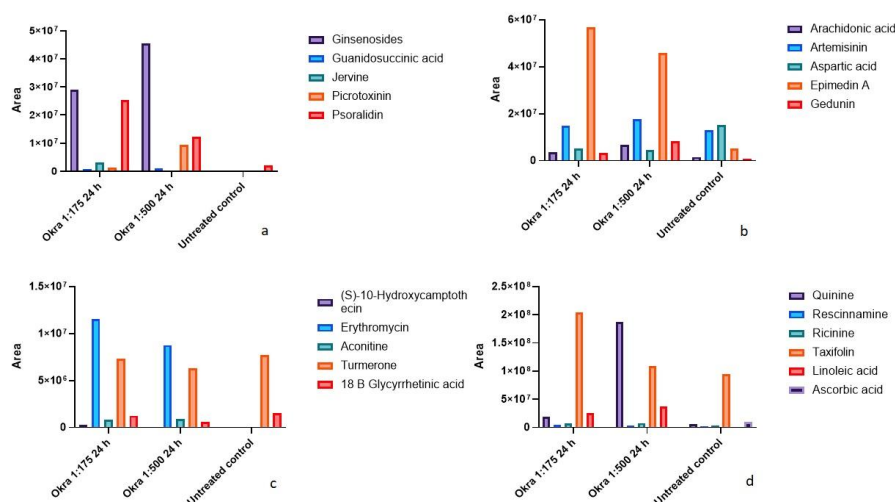 5×10⁷
4×10⁷
3×10⁷
2×10⁷
1×10⁷
0
Area
Okra 1:175 24 h
Okra 1:500 24 h
Untreated control
Ginsenosides
Guanidosuccinic acid
Jervine
Picrotoxinin
Psoralidin
a
6×10⁷
4×10⁷
2×10⁷
0
Area
Okra 1:175 24 h
Okra 1:500 24 h
Untreated control
Arachidonic acid
Artemisinin
Aspartic acid
Epimedin A
Gedunin
b
1.5×10⁷
1×10⁷
5×10⁶
0
Area
Okra 1:175 24 h
Okra 1:500 24 h
Untreated control
(S)-10-Hydroxycamptoth
ecin
Erythromycin
Aconitine
Turmerone
18 B Glycyrrhetinic acid
c
2.5×10⁸
2×10⁸
1.5×10⁸
1×10⁸
5×10⁷
0
Area
Okra 1:175 24 h
Okra 1:500 24 h
Untreated control
Quinine
Rescinnamine
Ricinine
Taxifolin
Linoleic acid
Ascorbic acid
d